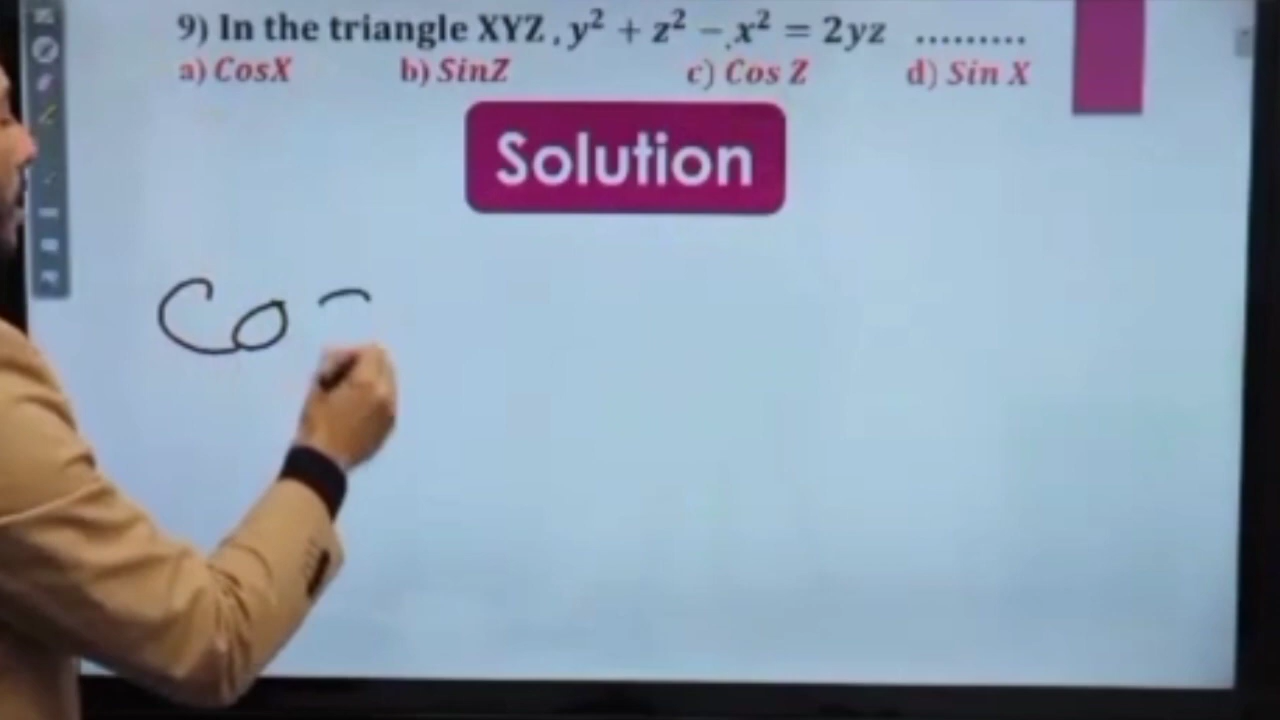 9) In the triangle XYZ , y² + z² − x² = 2yz .........
a) CosX b) SinZ c) Cos Z d) Sin X
Solution
Co